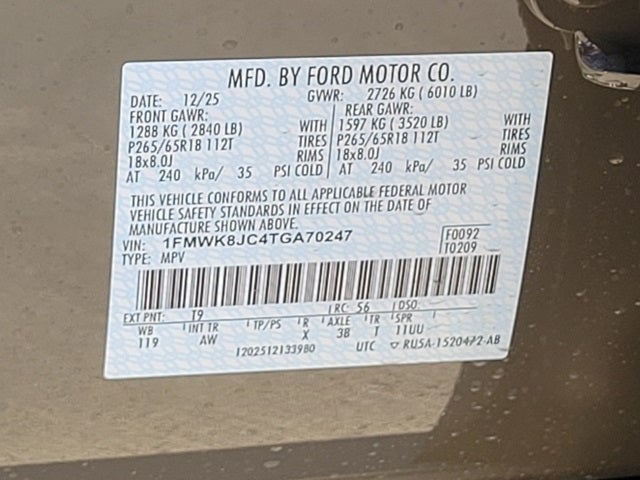 MFD. BY FORD MOTOR CO.
DATE: 12/25 GVWR: 2726 KG ( 6010 LB)
FRONT GAWR: REAR GAWR:
1288 KG ( 2840 LB) WITH 1597 KG ( 3520 LB) WITH
P265/65R18 112T TIRES P265/65R18 112T TIRES
18x8.0J RIMS 18x8.0J RIMS
AT 240 kPa/ 35 PSI COLD AT 240 kPa/ 35 PSI COLD
THIS VEHICLE CONFORMS TO ALL APPLICABLE FEDERAL MOTOR
VEHICLE SAFETY STANDARDS IN EFFECT ON THE DATE OF
MANUFACTURE SHOWN ABOVE.
VIN: 1FMWK8JC4TGA70247 F0092
TYPE: MPV T0209
EXT PNT: T9 RC: 56 DSO:
WB INT TR TP/PS R AXLE TR SPR
119 AW X 3B T 11UU
1202512133980 UTC ▽ RU5A-1520472-AB